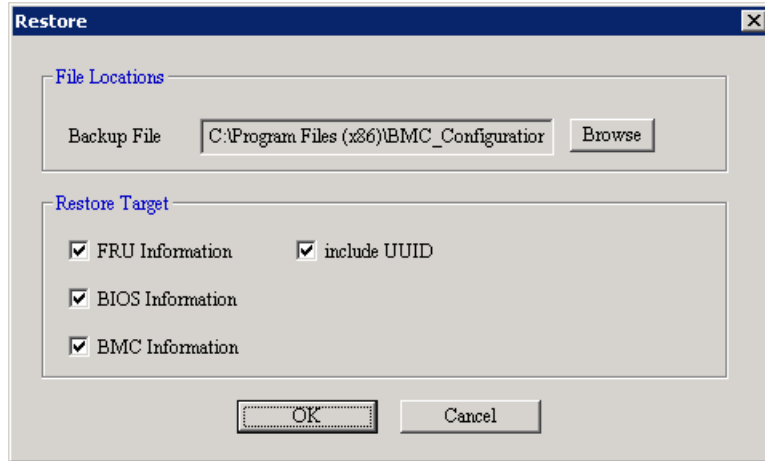 Restore
File Locations
Backup File C:\Program Files (x86)\BMC_Configuration Browse
Restore Target
FRU Information include UUID
BIOS Information
BMC Information
OK Cancel